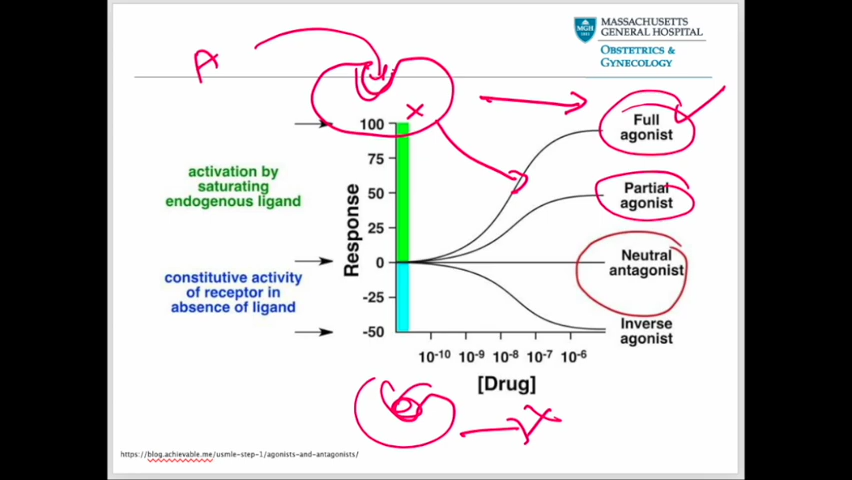 MASSACHUSETTS
GENERAL HOSPITAL
MGH
1811
OBSTETRICS &
GYNECOLOGY
A
X
100
75
50
25
0
-25
-50
Response
activation by
saturating
endogenous ligand
constitutive activity
of receptor in
absence of ligand
Full
agonist
Partial
agonist
Neutral
antagonist
Inverse
agonist
10-10 10-9 10-8 10-7 10-6
[Drug]
X
https://blog.achievable.me/usmle-step-1/agonists-and-antagonists/